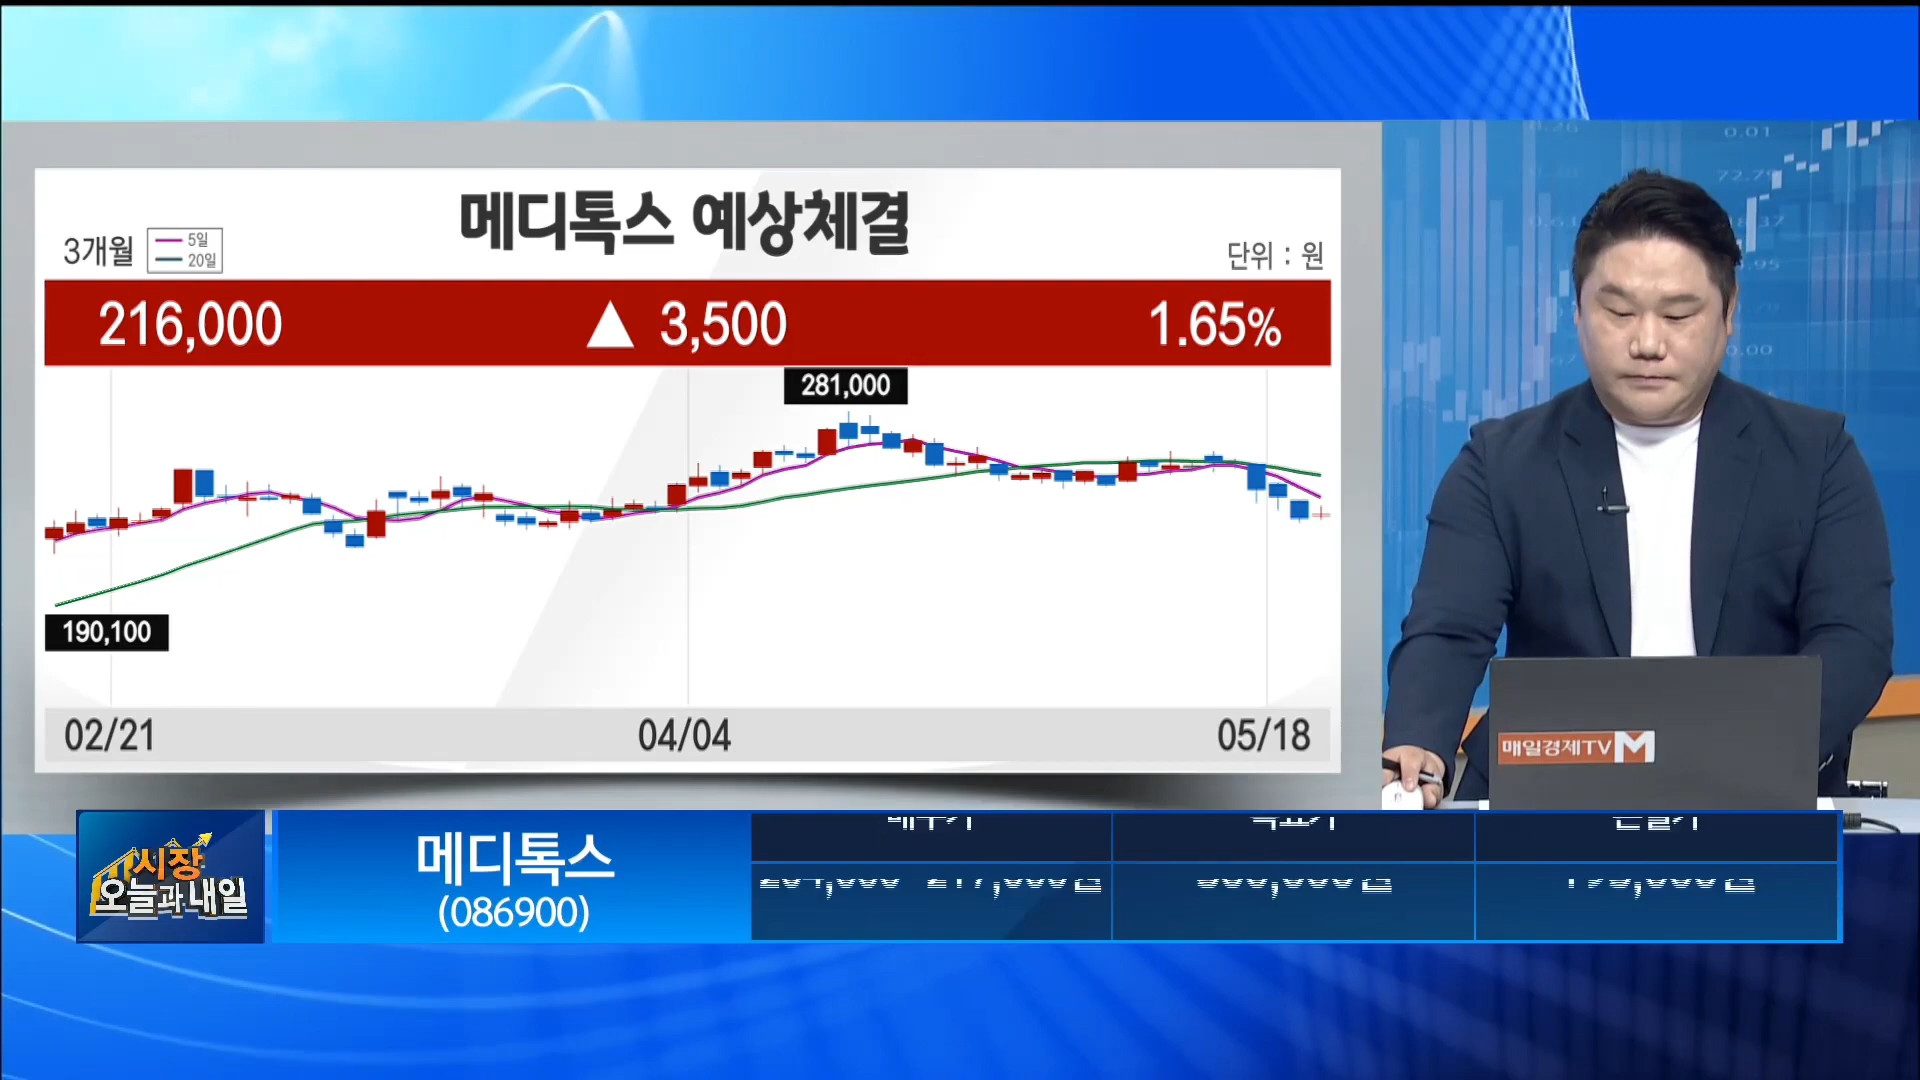 메디톡스 예상체결
3개월
5일
20일
단위 : 원
216,000 ▲ 3,500 1.65%
281,000
190,100
02/21 04/04 05/18
매일경제TV M
시장
오늘과 내일
메디톡스
(086900)